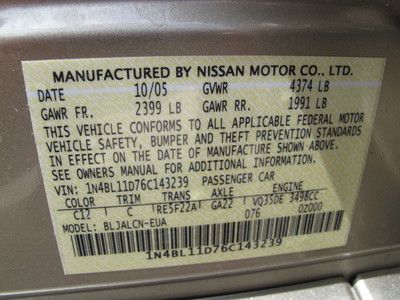 MANUFACTURED BY NISSAN MOTOR CO., LTD.
DATE 10/05 GVWR 4374 LB
GAWR FR. 2399 LB GAWR RR. 1991 LB
THIS VEHICLE CONFORMS TO ALL APPLICABLE FEDERAL MOTOR
VEHICLE SAFETY, BUMPER AND THEFT PREVENTION STANDARDS
IN EFFECT ON THE DATE OF MANUFACTURE SHOWN ABOVE.
SEE OWNERS MANUAL FOR ADDITIONAL INFORMATION.
VIN: 1N4BL11D76C143239 PASSENGER CAR
COLOR TRIM TRANS AXLE ENGINE
C12 C RE5F22A GA22 VQ35DE 3498CC
MODEL: BLJALCN-EUA 076 0Z000
1N4BL11D76C143239